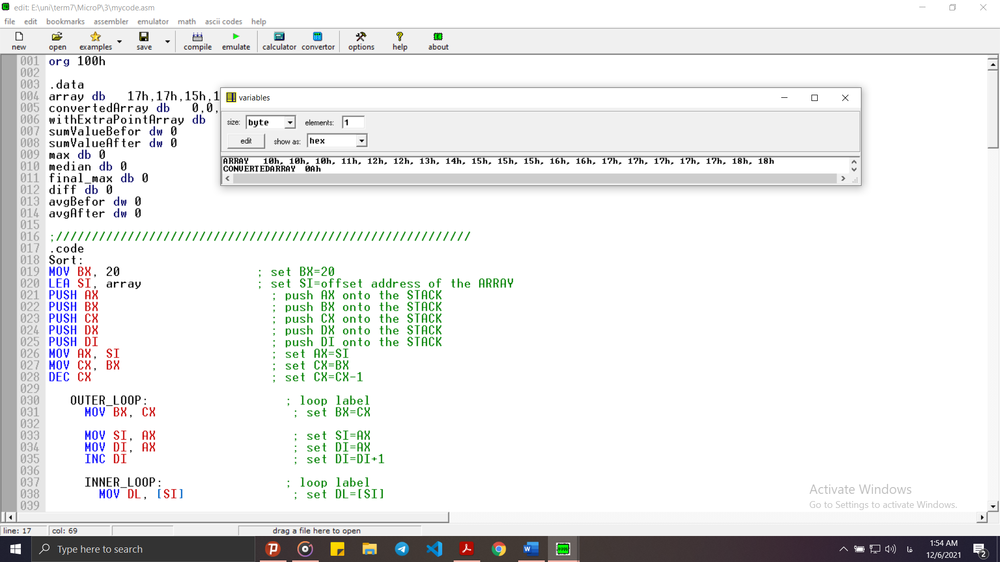 edit: E:\uni\term7\MicroP\3\mycode.asm
file edit bookmarks assembler emulator math ascii codes help
new open examples save compile emulate calculator convertor options help about
001 org 100h
002
003 .data
004 array db 17h,17h,15h,1
005 convertedArray db 0,0,
006 withExtraPointArray db
007 sumValueBefor dw 0
008 sumValueAfter dw 0
009 max db 0
010 median db 0
011 final_max db 0
012 diff db 0
013 avgBefor dw 0
014 avgAfter dw 0
015
016 ;//////////////////////////////////////////////////////////
017 .code
018 Sort:
019 MOV BX, 20 ; set BX=20
020 LEA SI, array ; set SI=offset address of the ARRAY
021 PUSH AX ; push AX onto the STACK
022 PUSH BX ; push BX onto the STACK
023 PUSH CX ; push CX onto the STACK
024 PUSH DX ; push DX onto the STACK
025 PUSH DI ; push DI onto the STACK
026 MOV AX, SI ; set AX=SI
027 MOV CX, BX ; set CX=BX
028 DEC CX ; set CX=CX-1
029
030 OUTER_LOOP: ; loop label
031 MOV BX, CX ; set BX=CX
032
033 MOV SI, AX ; set SI=AX
034 MOV DI, AX ; set DI=AX
035 INC DI ; set DI=DI+1
036
037 INNER_LOOP: ; loop label
038 MOV DL, [SI] ; set DL=[SI]
039
variables
size: byte elements: 1
edit show as: hex
ARRAY 10h, 10h, 10h, 11h, 12h, 12h, 13h, 14h, 15h, 15h, 15h, 16h, 16h, 17h, 17h, 17h, 17h, 17h, 18h, 18h
CONVERTEDARRAY 0Ah
Activate Windows
Go to Settings to activate Windows.
line: 17 col: 69 drag a file here to open
Type here to search
فا
1:54 AM
12/6/2021
2